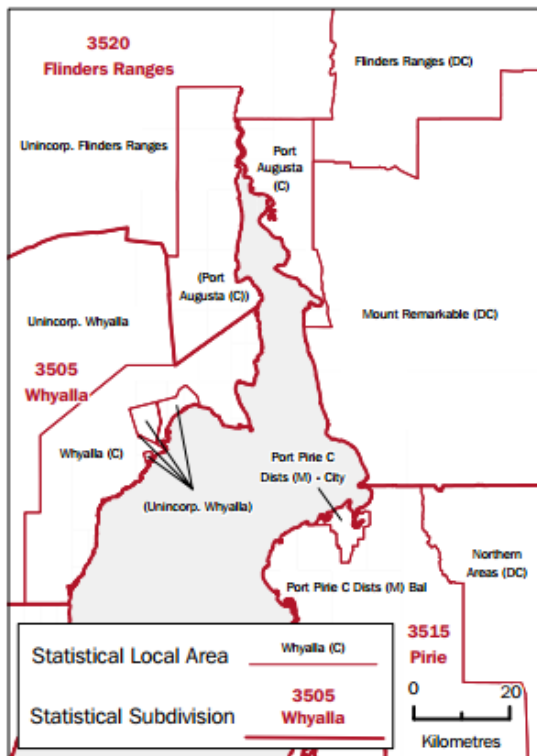 3520
Flinders Ranges
Flinders Ranges (DC)
Unincorp. Flinders Ranges
Port
Augusta
(C)
(Port
Augusta (C))
Unincorp. Whyalla
Mount Remarkable (DC)
3505
Whyalla
Whyalla (C)
Port Pirie C
Dists (M) - City
(Unincorp. Whyalla)
Northern
Areas (DC)
Port Pirie C Dists (M) Bal
3515
Pirie
Statistical Local Area
Whyalla (C)
Statistical Subdivision
3505
Whyalla
0 20
Kilometres